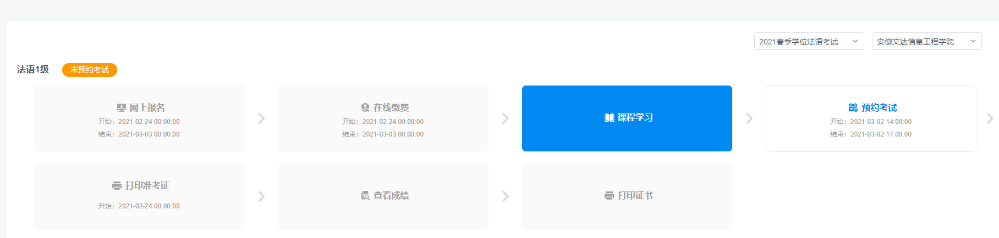 2021春季学位法语考试
安徽文达信息工程学院
法语1级
未预约考试
网上报名
开始：2021-02-24 00:00:00
结束：2021-03-03 00:00:00
在线缴费
开始：2021-02-24 00:00:00
结束：2021-03-03 00:00:00
课程学习
预约考试
开始：2021-03-02 14:00:00
结束：2021-03-02 17:00:00
打印准考证
开始：2021-02-24 00:00:00
查看成绩
打印证书